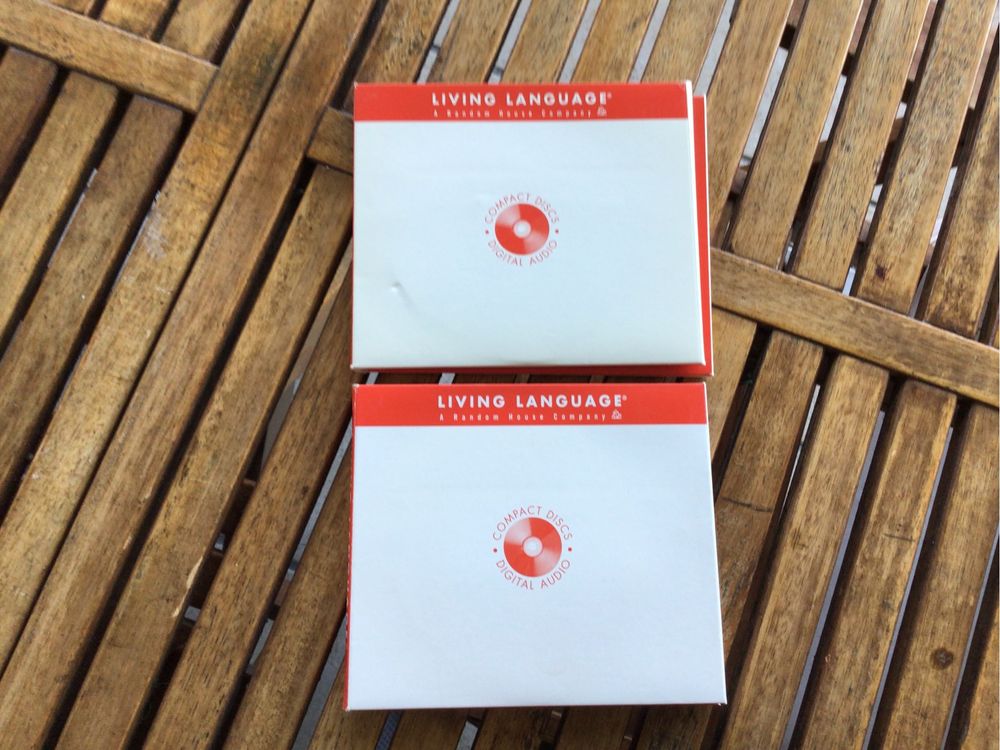 LIVING LANGUAGE®
A Random House Company
COMPACT DISCS
• DIGITAL AUDIO •
LIVING LANGUAGE®
A Random House Company
COMPACT DISCS
• DIGITAL AUDIO •